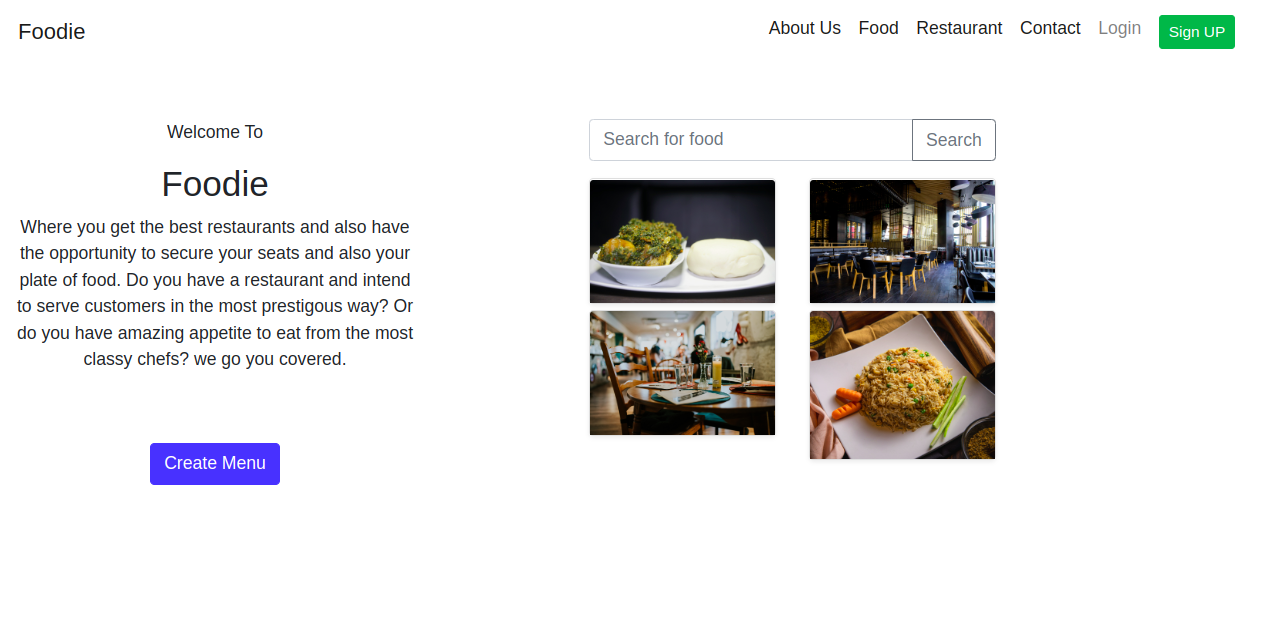 Foodie
About Us Food Restaurant Contact Login Sign UP
Welcome To
Foodie
Where you get the best restaurants and also have
the opportunity to secure your seats and also your
plate of food. Do you have a restaurant and intend
to serve customers in the most prestigous way? Or
do you have amazing appetite to eat from the most
classy chefs? we go you covered.
Create Menu
Search for food Search